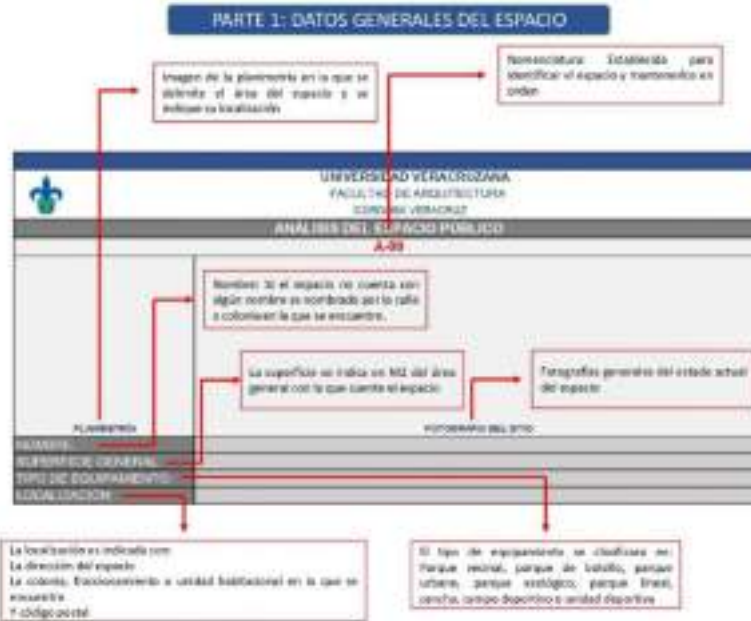 PARTE 1: DATOS GENERALES DEL ESPACIO
Imagen de la planimetría en la que se
delimite el área del espacio y se
indique su localización
Nomenclatura Establecida para
identificar el espacio y mantenerlos en
orden
UNIVERSIDAD VERACRUZANA
FACULTAD DE ARQUITECTURA
CÓRDOBA VERACRUZ
ANÁLISIS DEL ESPACIO PÚBLICO
A-00
Nombre: Si el espacio no cuenta con
algún nombre es nombrado por la calle
o colonia en la que se encuentre.
La superficie se indica en M2 del área
general con la que cuente el espacio
Fotografías generales del estado actual
del espacio
PLANIMETRÍA
FOTOGRAFIA DEL SITIO
NOMBRE
SUPERFICIE GENERAL
TIPO DE EQUIPAMIENTO
LOCALIZACIÓN
La localización es indicada con:
La dirección del espacio
La colonia, fraccionamiento o unidad habitacional en la que se
encuentre
Y código postal
El tipo de equipamiento se clasificara en:
Parque vecinal, parque de bolsillo, parque
urbano, parque ecológico, parque lineal,
cancha, campo deportivo o unidad deportiva